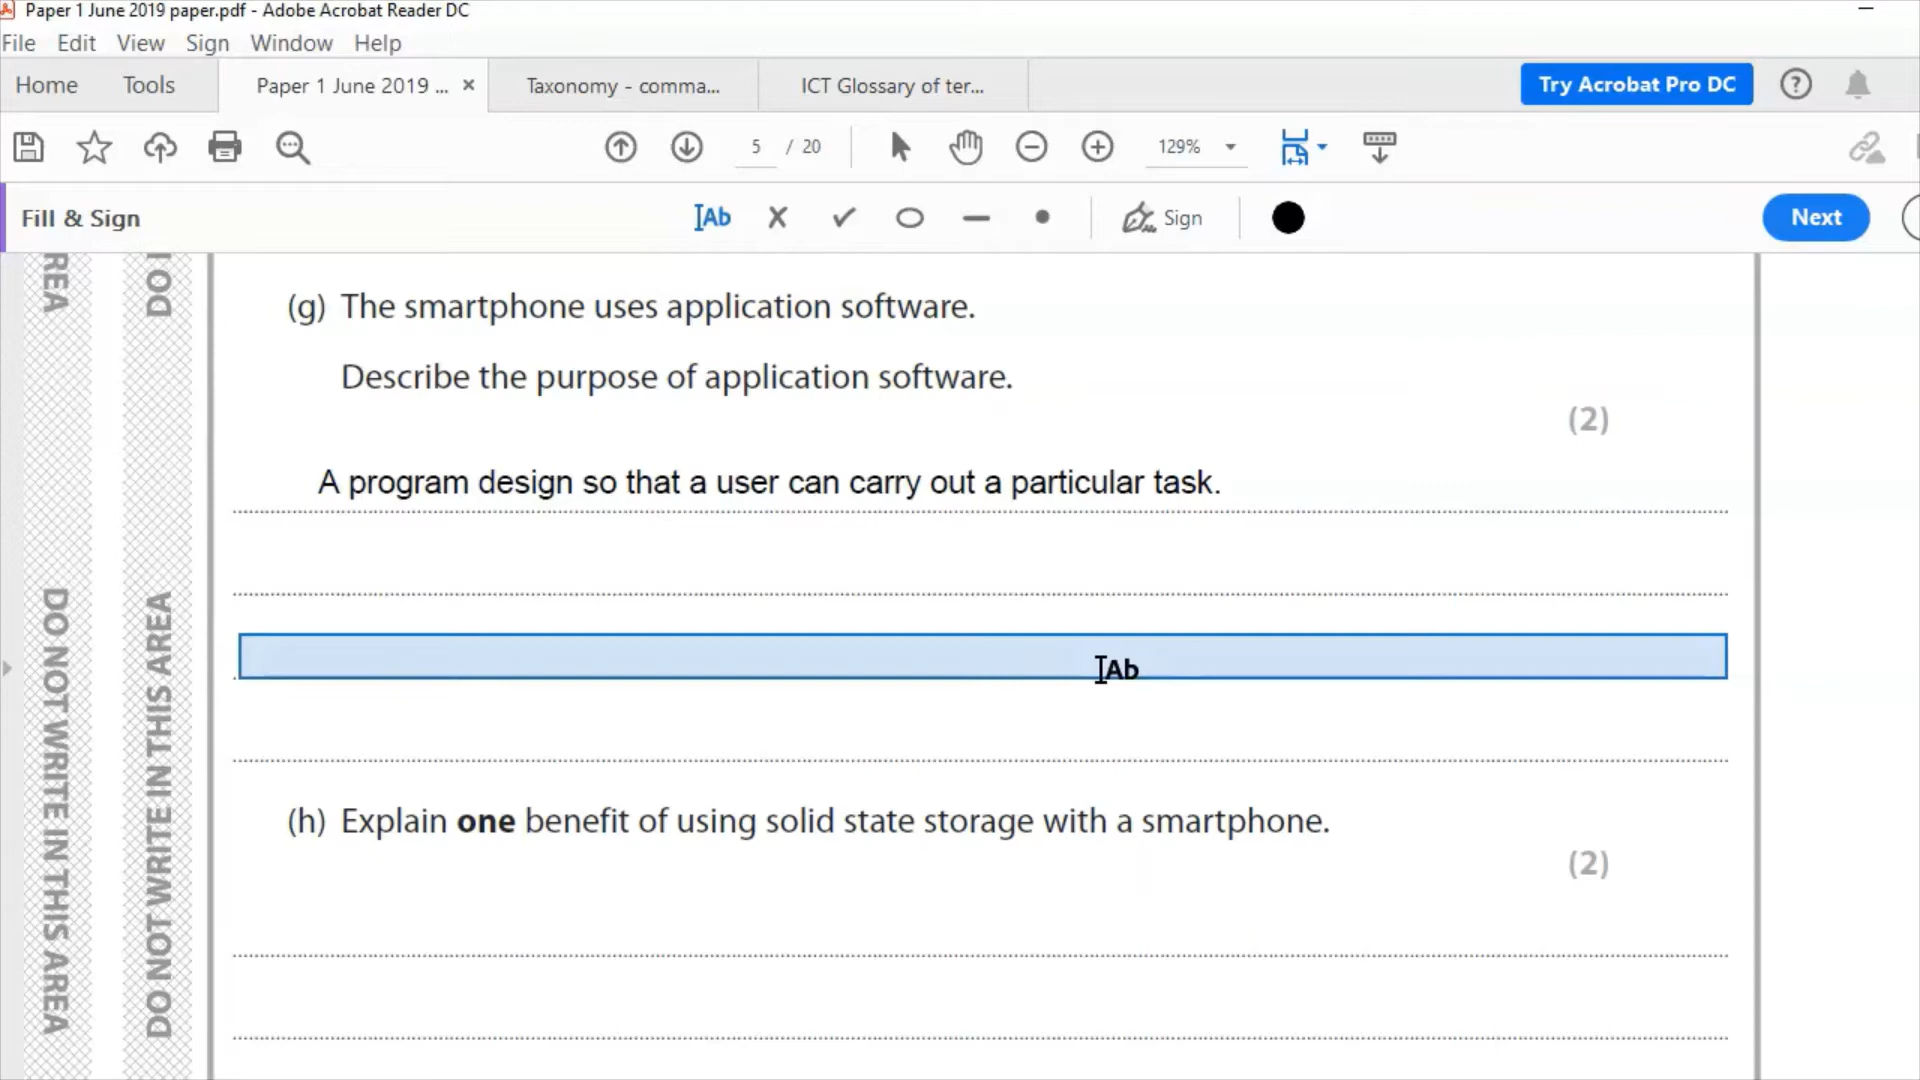 Paper 1 June 2019 paper.pdf - Adobe Acrobat Reader DC
File Edit View Sign Window Help
Home Tools Paper 1 June 2019 ... × Taxonomy - comma... ICT Glossary of ter... Try Acrobat Pro DC
5 / 20 129%
Fill & Sign Ab Sign Next
(g) The smartphone uses application software.
Describe the purpose of application software.
(2)
A program design so that a user can carry out a particular task.
Ab
(h) Explain one benefit of using solid state storage with a smartphone.
(2)
REA
DO NOT WRITE IN THIS AREA
DO NOT WRITE IN THIS AREA